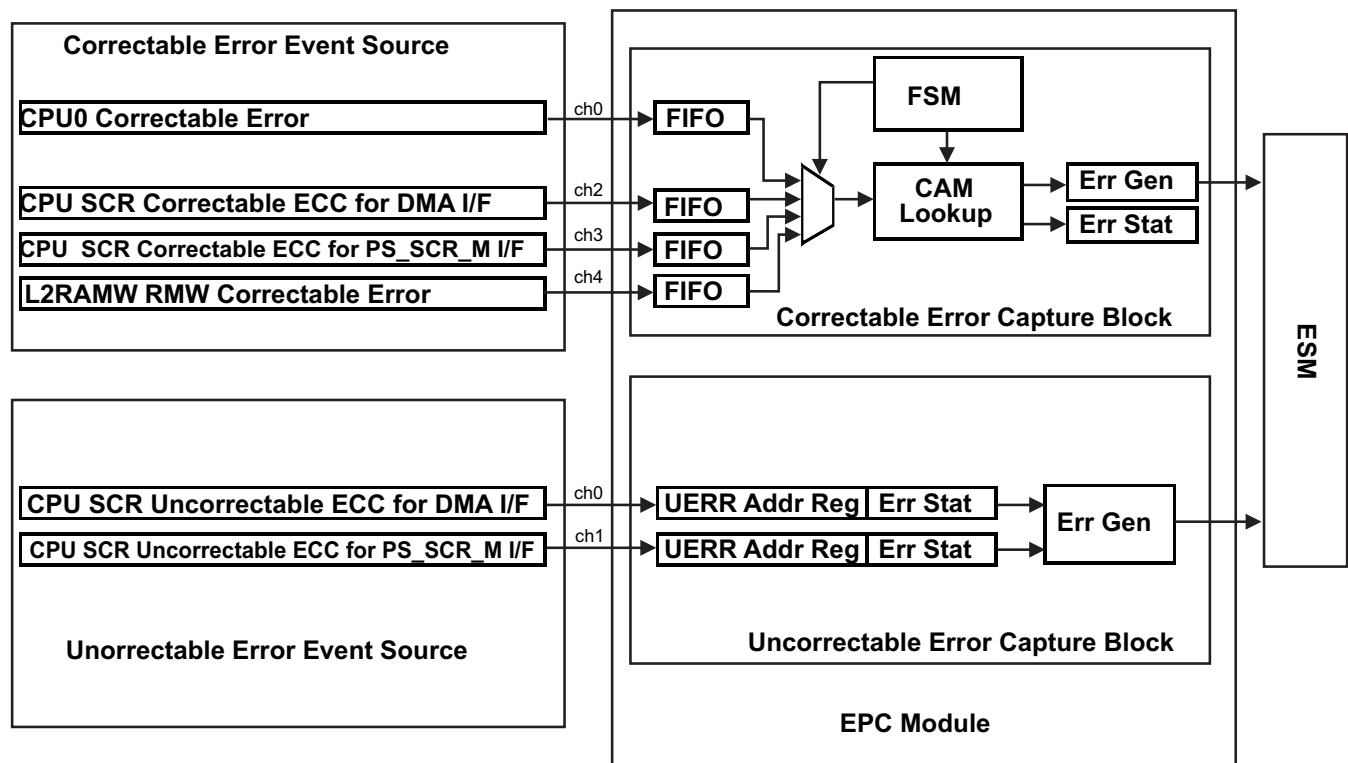 Correctable Error Event Source
CPU0 Correctable Error
CPU SCR Correctable ECC for DMA I/F
CPU SCR Correctable ECC for PS_SCR_M I/F
L2RAMW RMW Correctable Error
ch0
ch2
ch3
ch4
FIFO
FIFO
FIFO
FIFO
FSM
CAM
Lookup
Err Gen
Err Stat
Correctable Error Capture Block
CPU SCR Uncorrectable ECC for DMA I/F
CPU SCR Uncorrectable ECC for PS_SCR_M I/F
Unorrectable Error Event Source
ch0
ch1
UERR Addr Reg
Err Stat
UERR Addr Reg
Err Stat
Err Gen
Uncorrectable Error Capture Block
EPC Module
ESM